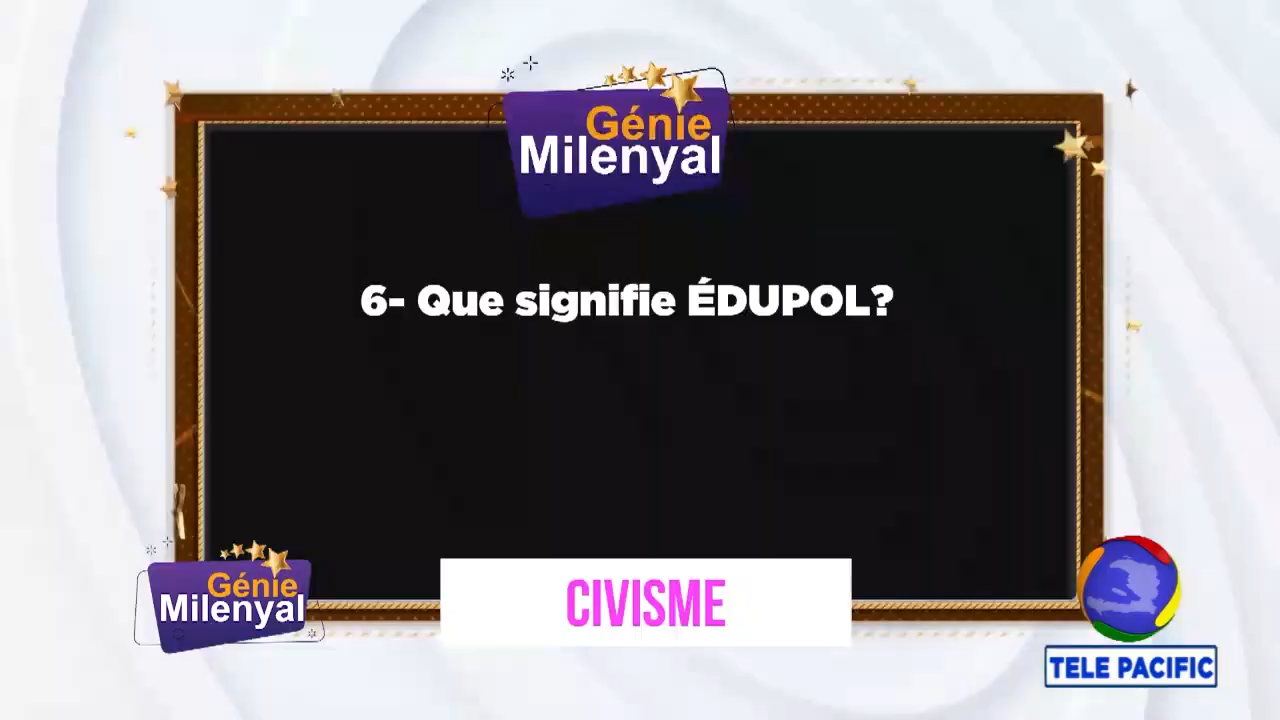 Génie
Milenyal
6- Que signifie ÉDUPOL?
Génie
Milenyal
CIVISME
TELE PACIFIC